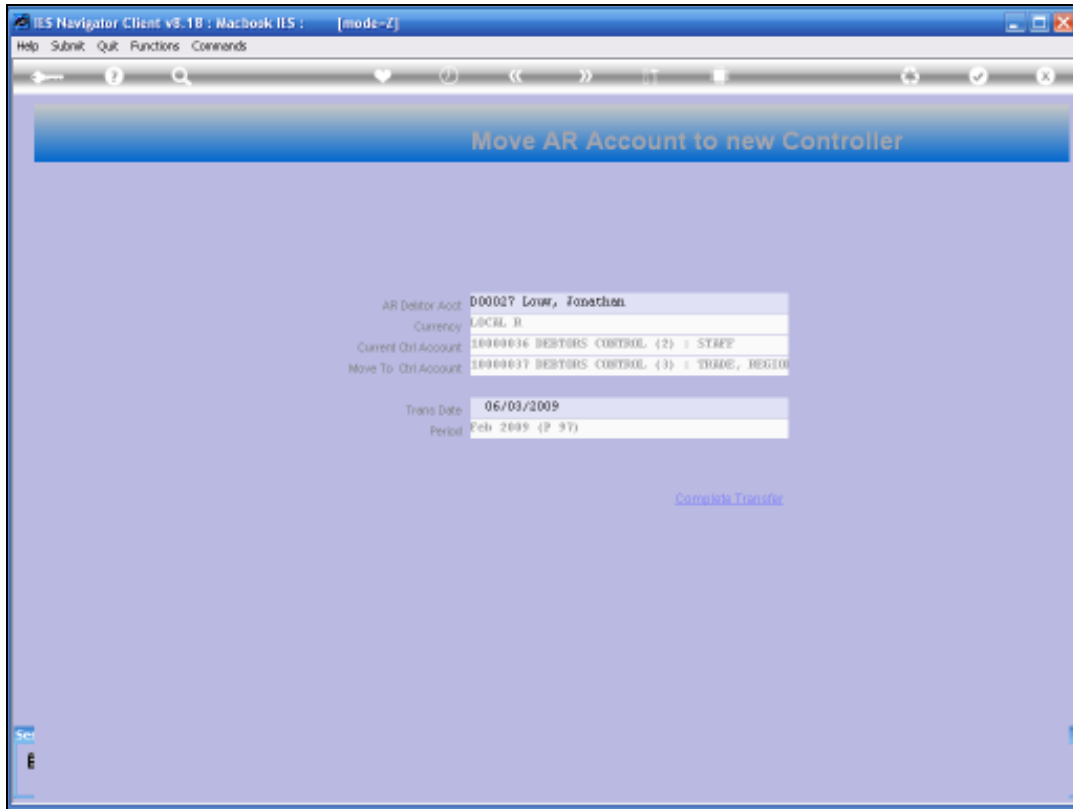 IES Navigator Client v8.18 : Macbook IES : [mode=Z]
Help Submit Quit Functions Commands
Move AR Account to new Controller
AR Debtor Acct D00027 Louw, Jonathan
Currency LOCAL R
Current Ctrl Account 10000036 DEBTORS CONTROL (2) : STAFF
Move To Ctrl Account 10000037 DEBTORS CONTROL (3) : TRADE, REGIO
Trans Date 06/03/2009
Period Feb 2009 (P 97)
Complete Transfer